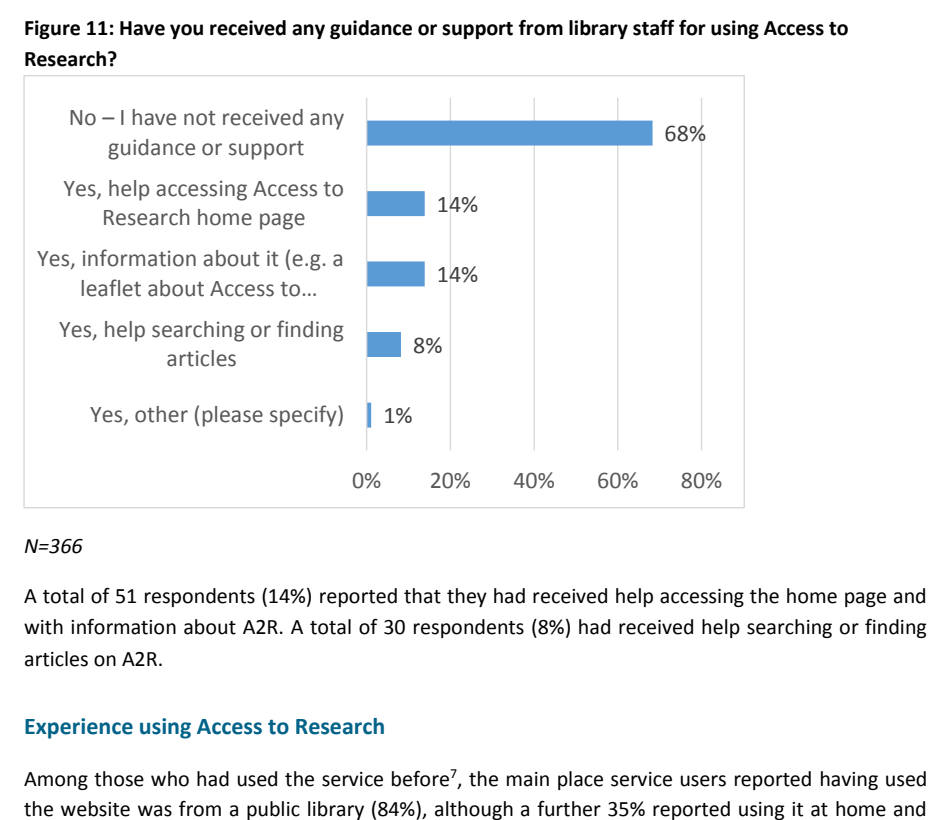 Figure 11: Have you received any guidance or support from library staff for using Access to
Research?
No – I have not received any
guidance or support
68%
Yes, help accessing Access to
Research home page
14%
Yes, information about it (e.g. a
leaflet about Access to...
14%
Yes, help searching or finding
articles
8%
Yes, other (please specify)
1%
0% 20% 40% 60% 80%
N=366
A total of 51 respondents (14%) reported that they had received help accessing the home page and
with information about A2R. A total of 30 respondents (8%) had received help searching or finding
articles on A2R.
Experience using Access to Research
Among those who had used the service before⁷, the main place service users reported having used
the website was from a public library (84%), although a further 35% reported using it at home and